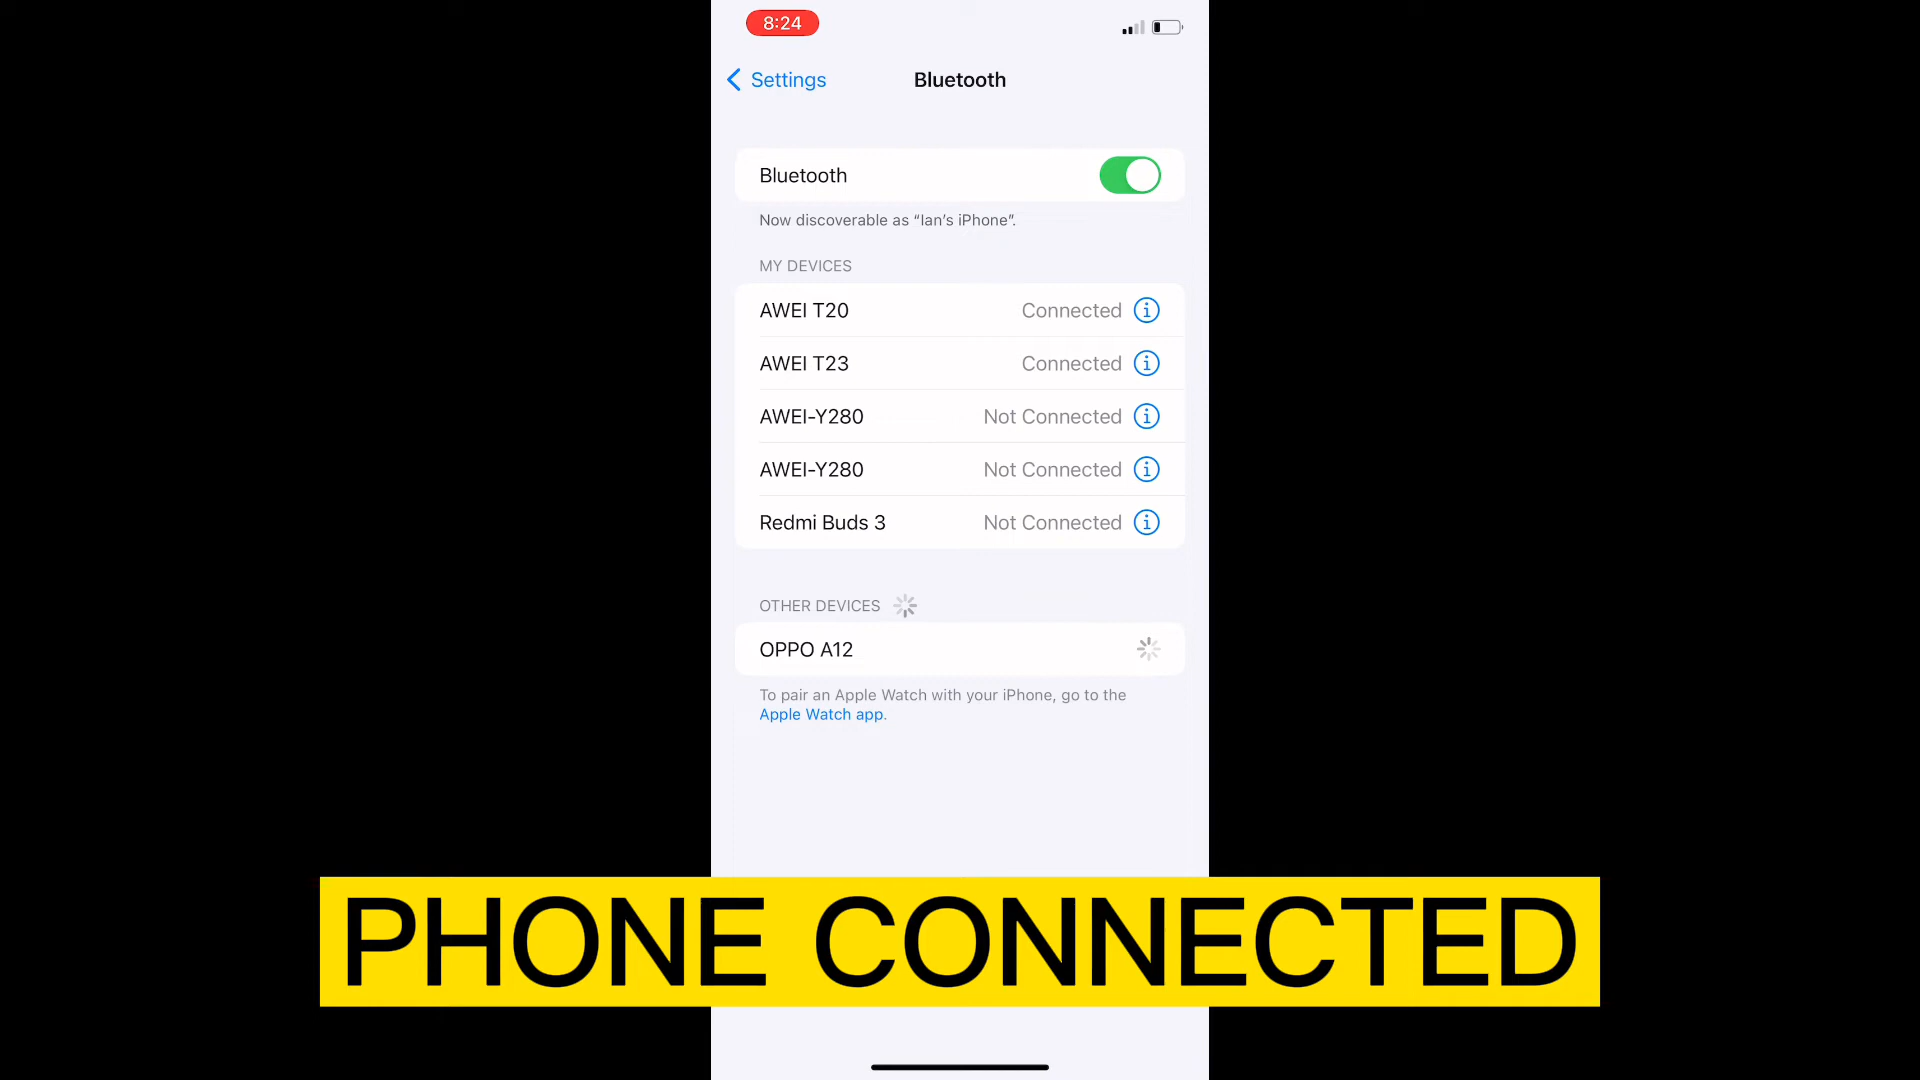 8:24
Settings
Bluetooth
Bluetooth
Now discoverable as “Ian’s iPhone”.
MY DEVICES
AWEI T20 Connected
AWEI T23 Connected
AWEI-Y280 Not Connected
AWEI-Y280 Not Connected
Redmi Buds 3 Not Connected
OTHER DEVICES
OPPO A12
To pair an Apple Watch with your iPhone, go to the
Apple Watch app.
PHONE CONNECTED